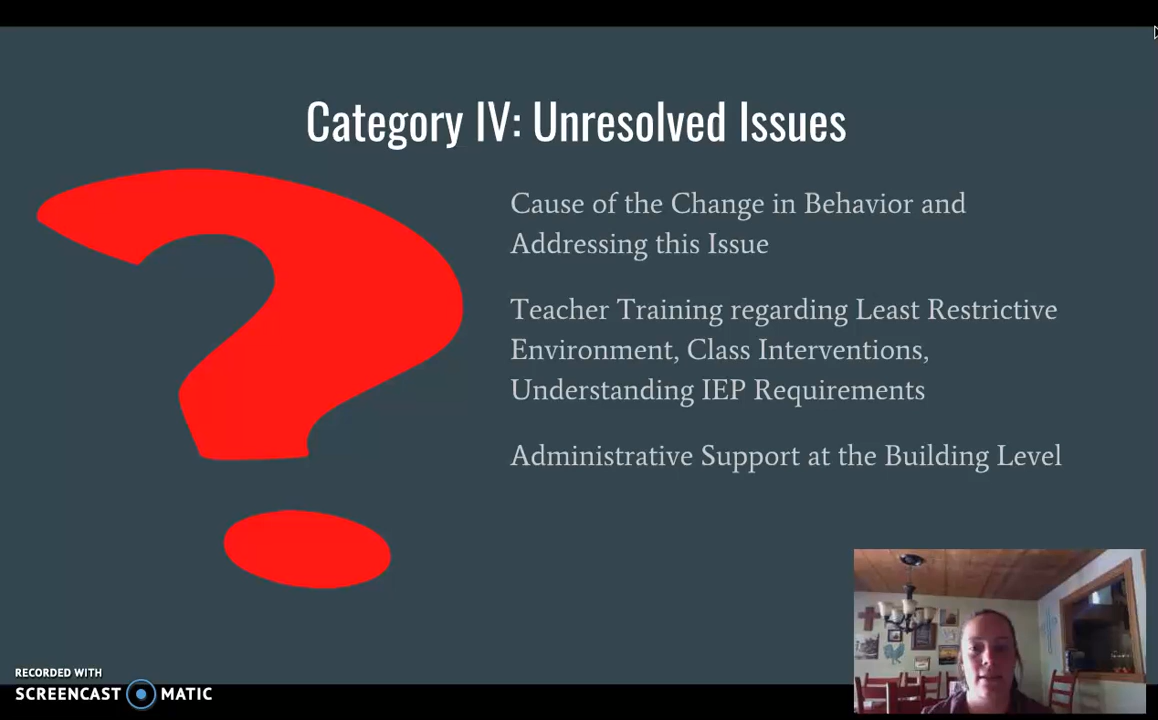 Category IV: Unresolved Issues
Cause of the Change in Behavior and
Addressing this Issue
Teacher Training regarding Least Restrictive
Environment, Class Interventions,
Understanding IEP Requirements
Administrative Support at the Building Level
RECORDED WITH
SCREENCAST MATIC